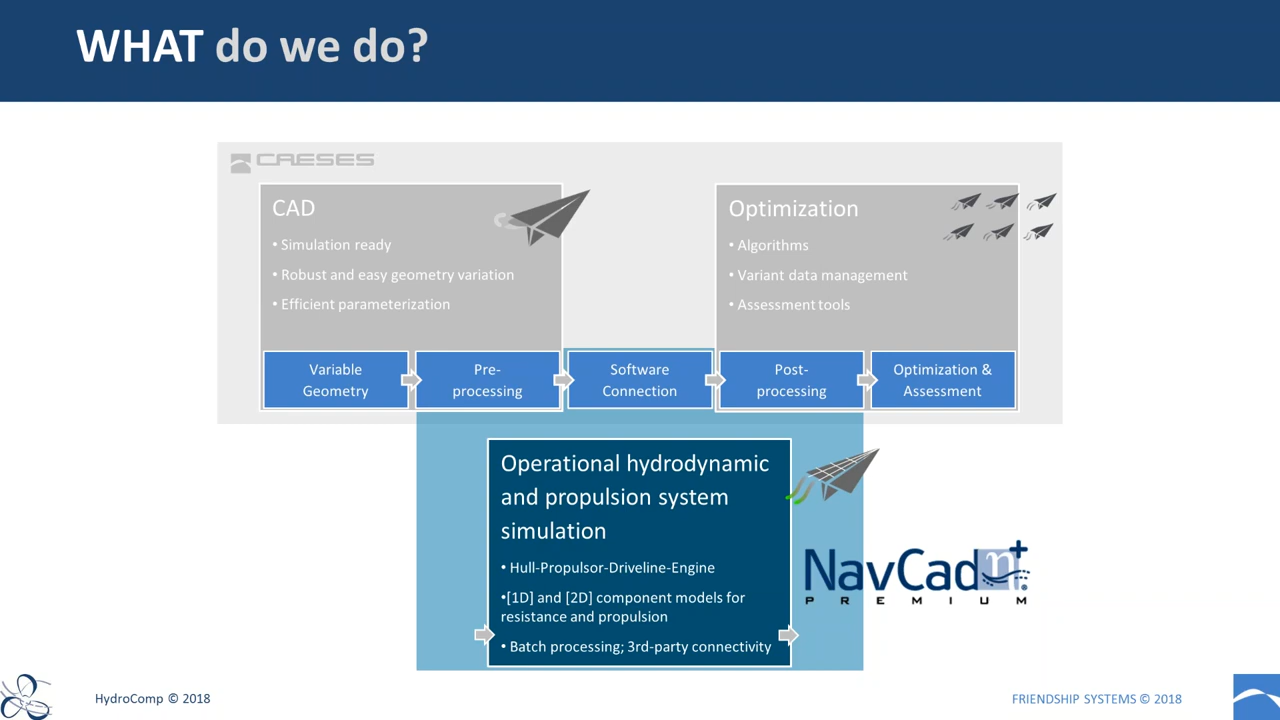 WHAT do we do?
CAESES
CAD
• Simulation ready
• Robust and easy geometry variation
• Efficient parameterization
Optimization
• Algorithms
• Variant data management
• Assessment tools
Variable
Geometry
Pre-
processing
Software
Connection
Post-
processing
Optimization &
Assessment
Operational hydrodynamic
and propulsion system
simulation
• Hull-Propulsor-Driveline-Engine
•[1D] and [2D] component models for
resistance and propulsion
• Batch processing; 3rd-party connectivity
NavCad n+
PREMIUM
HydroComp © 2018
FRIENDSHIP SYSTEMS © 2018